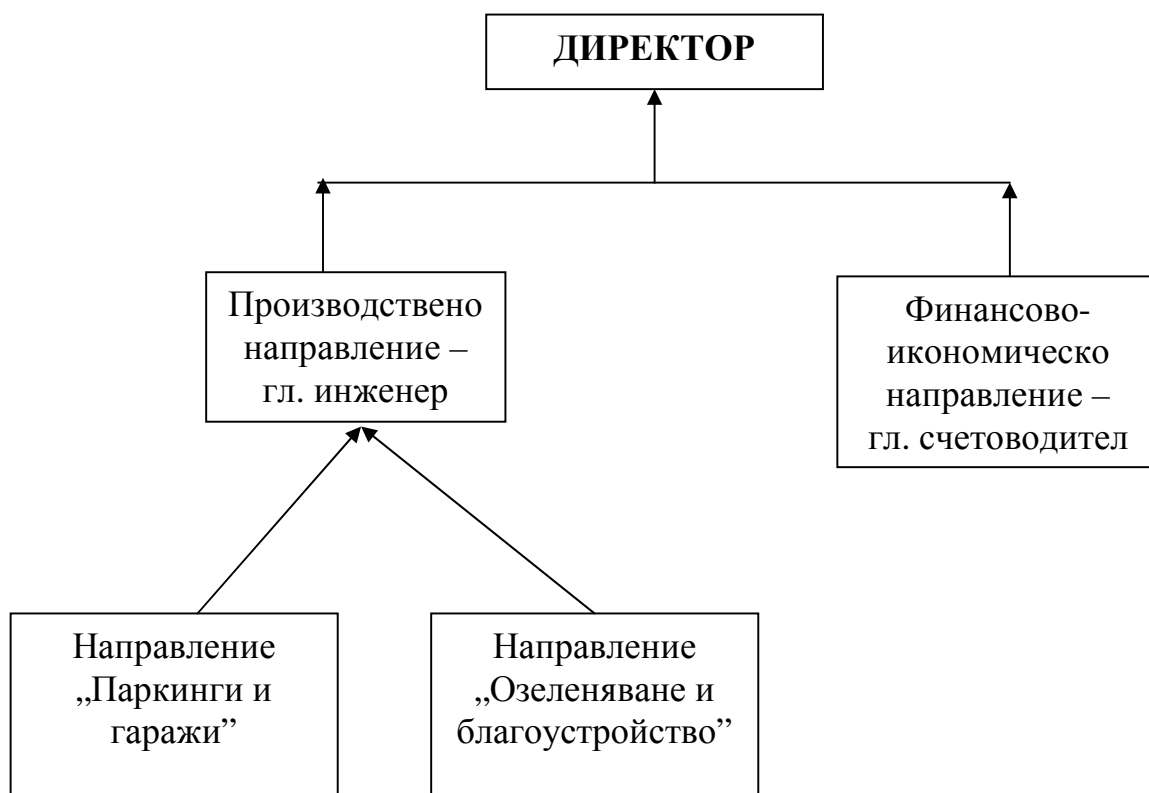 ДИРЕКТОР
Производствено
направление –
гл. инженер
Финансово-
икономическо
направление –
гл. счетоводител
Направление
„Паркинги и
гаражи”
Направление
„Озеленяване и
благоустройство”